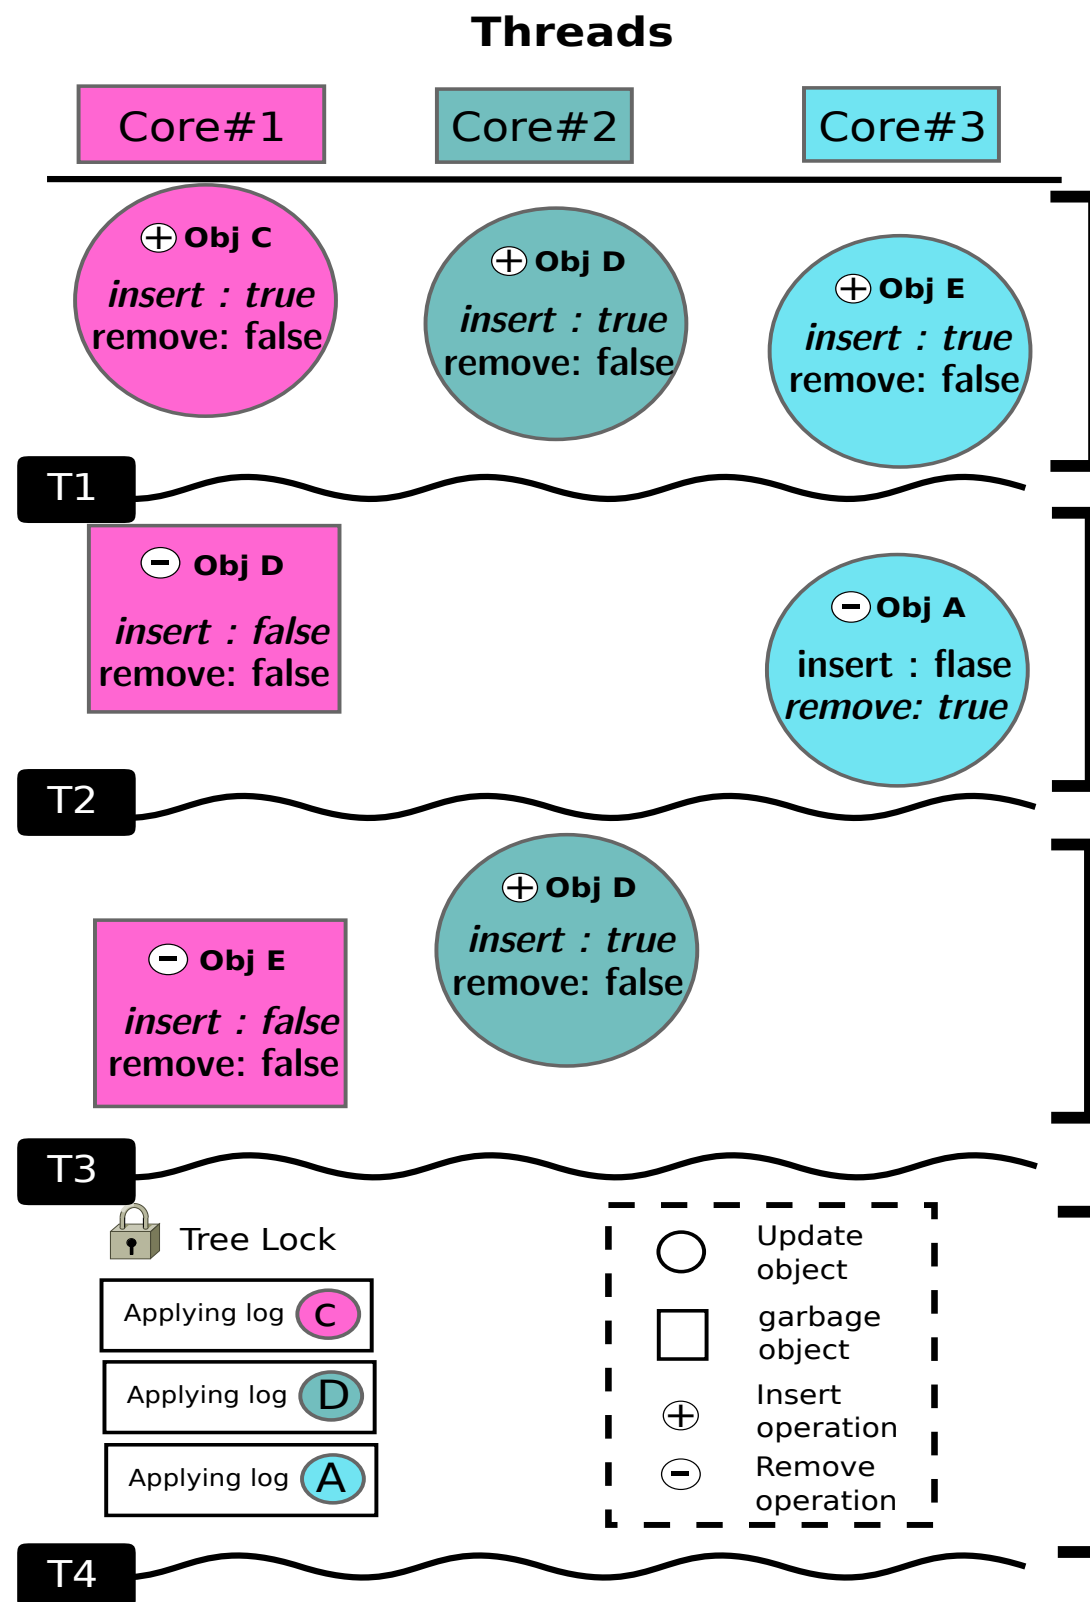 Threads
Core#1
Core#2
Core#3
Obj C
insert : true
remove: false
Obj D
insert : true
remove: false
Obj E
insert : true
remove: false
T1
Obj D
insert : false
remove: false
Obj A
insert : flase
remove: true
T2
Obj D
insert : true
remove: false
Obj E
insert : false
remove: false
T3
Tree Lock
Applying log C
Applying log D
Applying log A
Update
object
garbage
object
Insert
operation
Remove
operation
T4